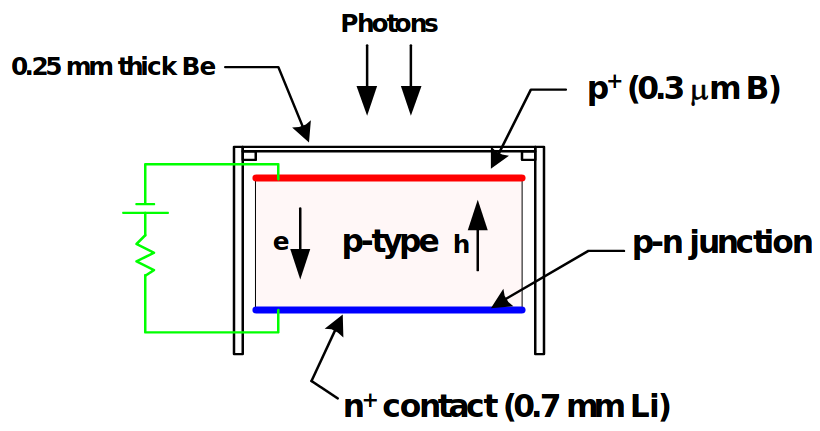 Photons
0.25 mm thick Be
p⁺ (0.3 μm B)
e
p-type
h
p-n junction
n⁺ contact (0.7 mm Li)